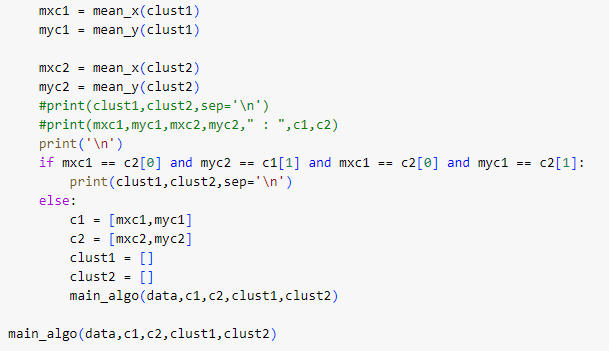 mxc1 = mean_x(clust1)
    myc1 = mean_y(clust1)

    mxc2 = mean_x(clust2)
    myc2 = mean_y(clust2)
    #print(clust1,clust2,sep='\n')
    #print(mxc1,myc1,mxc2,myc2," : ",c1,c2)
    print('\n')
    if mxc1 == c2[0] and myc2 == c1[1] and mxc1 == c2[0] and myc1 == c2[1]:
        print(clust1,clust2,sep='\n')
    else:
        c1 = [mxc1,myc1]
        c2 = [mxc2,myc2]
        clust1 = []
        clust2 = []
        main_algo(data,c1,c2,clust1,clust2)

main_algo(data,c1,c2,clust1,clust2)